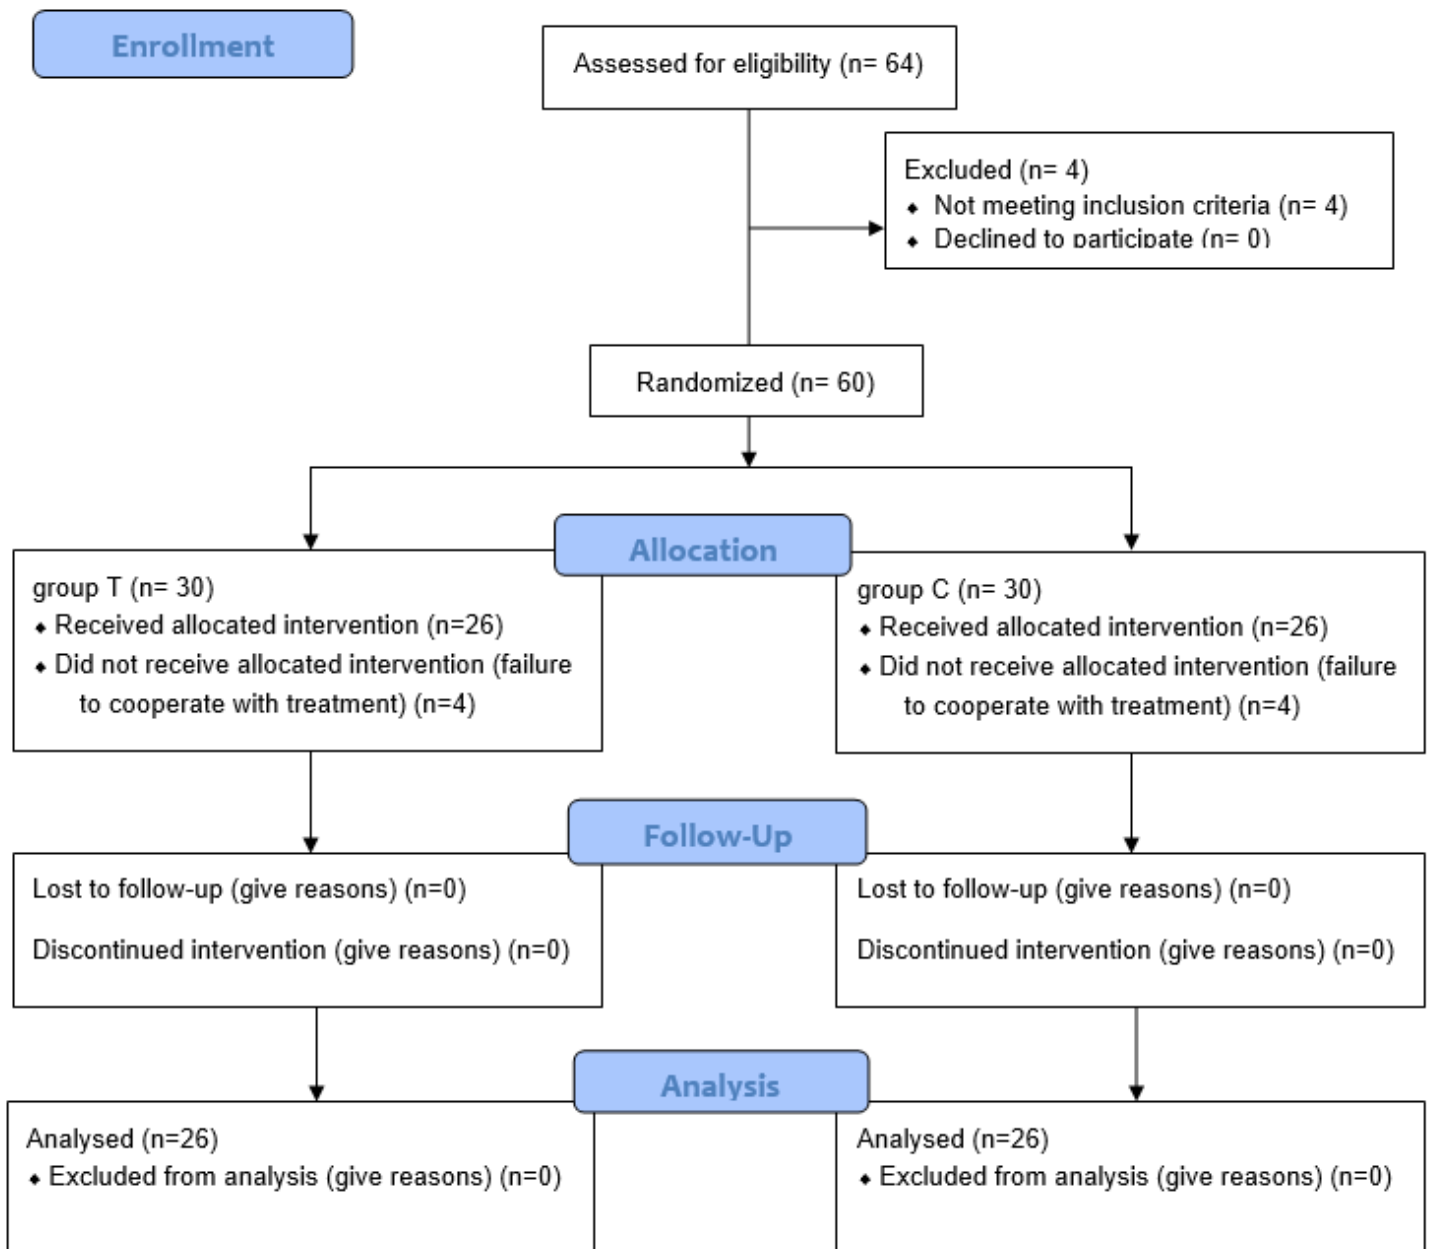 Enrollment
Assessed for eligibility (n= 64)
Excluded (n= 4)
⬥ Not meeting inclusion criteria (n= 4)
⬥ Declined to participate (n= 0)
Randomized (n= 60)
Allocation
group T (n= 30)
⬥ Received allocated intervention (n=26)
⬥ Did not receive allocated intervention (failure
to cooperate with treatment) (n=4)
group C (n= 30)
⬥ Received allocated intervention (n=26)
⬥ Did not receive allocated intervention (failure
to cooperate with treatment) (n=4)
Follow-Up
Lost to follow-up (give reasons) (n=0)
Discontinued intervention (give reasons) (n=0)
Lost to follow-up (give reasons) (n=0)
Discontinued intervention (give reasons) (n=0)
Analysis
Analysed (n=26)
⬥ Excluded from analysis (give reasons) (n=0)
Analysed (n=26)
⬥ Excluded from analysis (give reasons) (n=0)